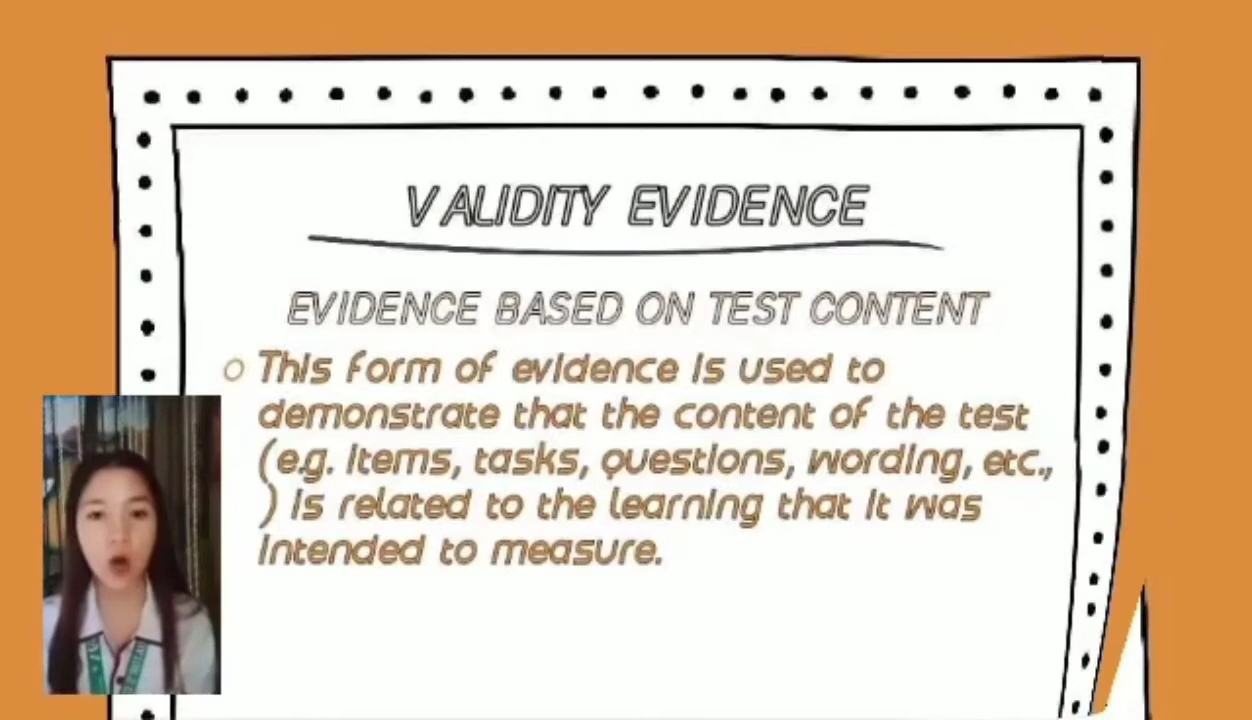 VALIDITY EVIDENCE
EVIDENCE BASED ON TEST CONTENT
o This form of evidence is used to
demonstrate that the content of the test
(e.g. items, tasks, questions, wording, etc.,
) is related to the learning that it was
intended to measure.